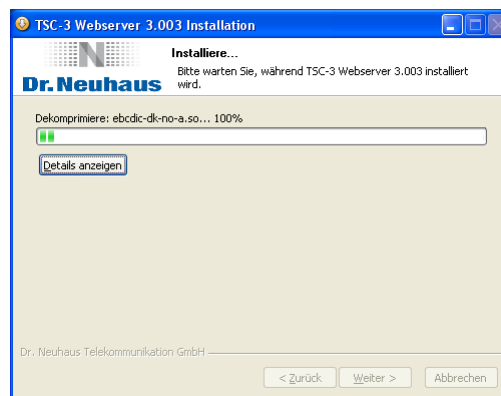 TSC-3 Webserver 3.003 Installation
N
Dr. Neuhaus
Installiere...
Bitte warten Sie, während TSC-3 Webserver 3.003 installiert
wird.
Dekomprimiere: ebcdic-dk-no-a.so... 100%
Details anzeigen
Dr. Neuhaus Telekommunikation GmbH
< Zurück
Weiter >
Abbrechen